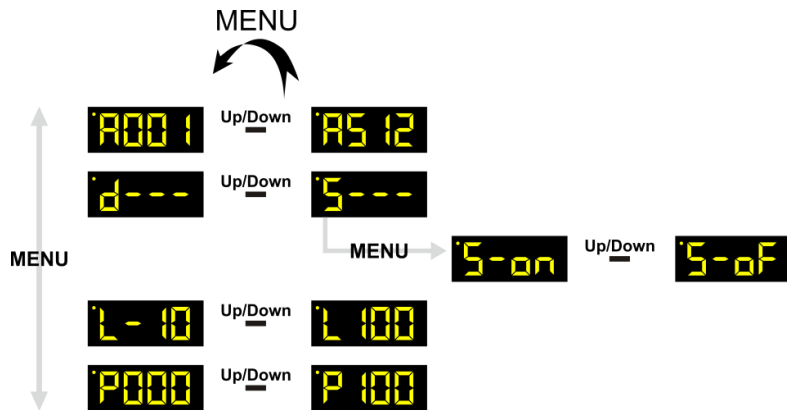 MENU
A001 Up/Down A512
d--- Up/Down S---
MENU MENU S-on Up/Down S-oF
L-10 Up/Down L100
P000 Up/Down P100